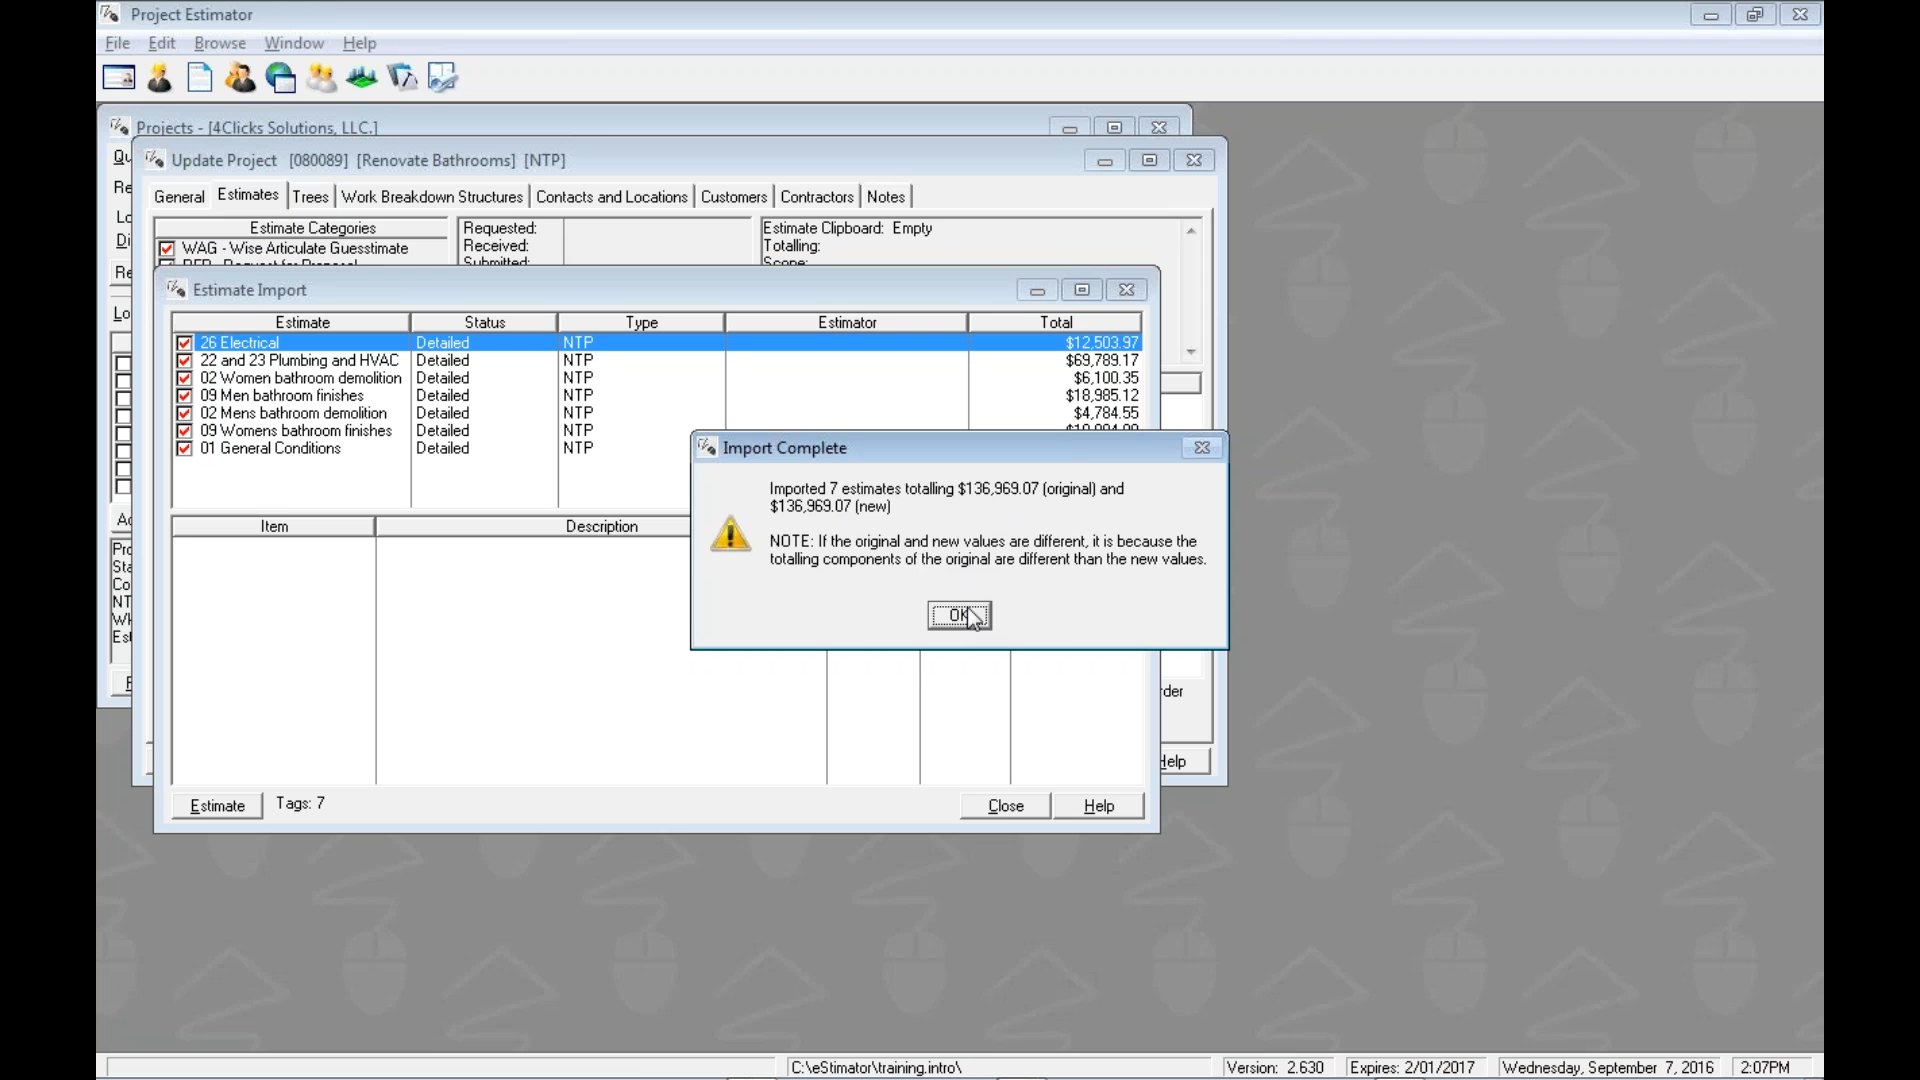 Project Estimator
File Edit Browse Window Help
Projects - [4Clicks Solutions, LLC.]
Update Project [080089] [Renovate Bathrooms] [NTP]
General Estimates Trees Work Breakdown Structures Contacts and Locations Customers Contractors Notes
Estimate Categories Requested: Estimate Clipboard: Empty
WAG - Wise Articulate Guesstimate Received: Totalling:
Estimate Import
Estimate Status Type Estimator Total
26 Electrical Detailed NTP $12,503.97
22 and 23 Plumbing and HVAC Detailed NTP $69,789.17
02 Women bathroom demolition Detailed NTP $6,100.35
09 Men bathroom finishes Detailed NTP $18,985.12
02 Mens bathroom demolition Detailed NTP $4,784.55
09 Womens bathroom finishes Detailed NTP
01 General Conditions Detailed NTP
Import Complete
Imported 7 estimates totalling $136,969.07 (original) and
$136,969.07 (new)
NOTE: If the original and new values are different, it is because the
totalling components of the original are different than the new values.
OK
Item Description
Estimate Tags: 7 Close Help
C:\eStimator\training.intro\ Version: 2.630 Expires: 2/01/2017 Wednesday, September 7, 2016 2:07PM